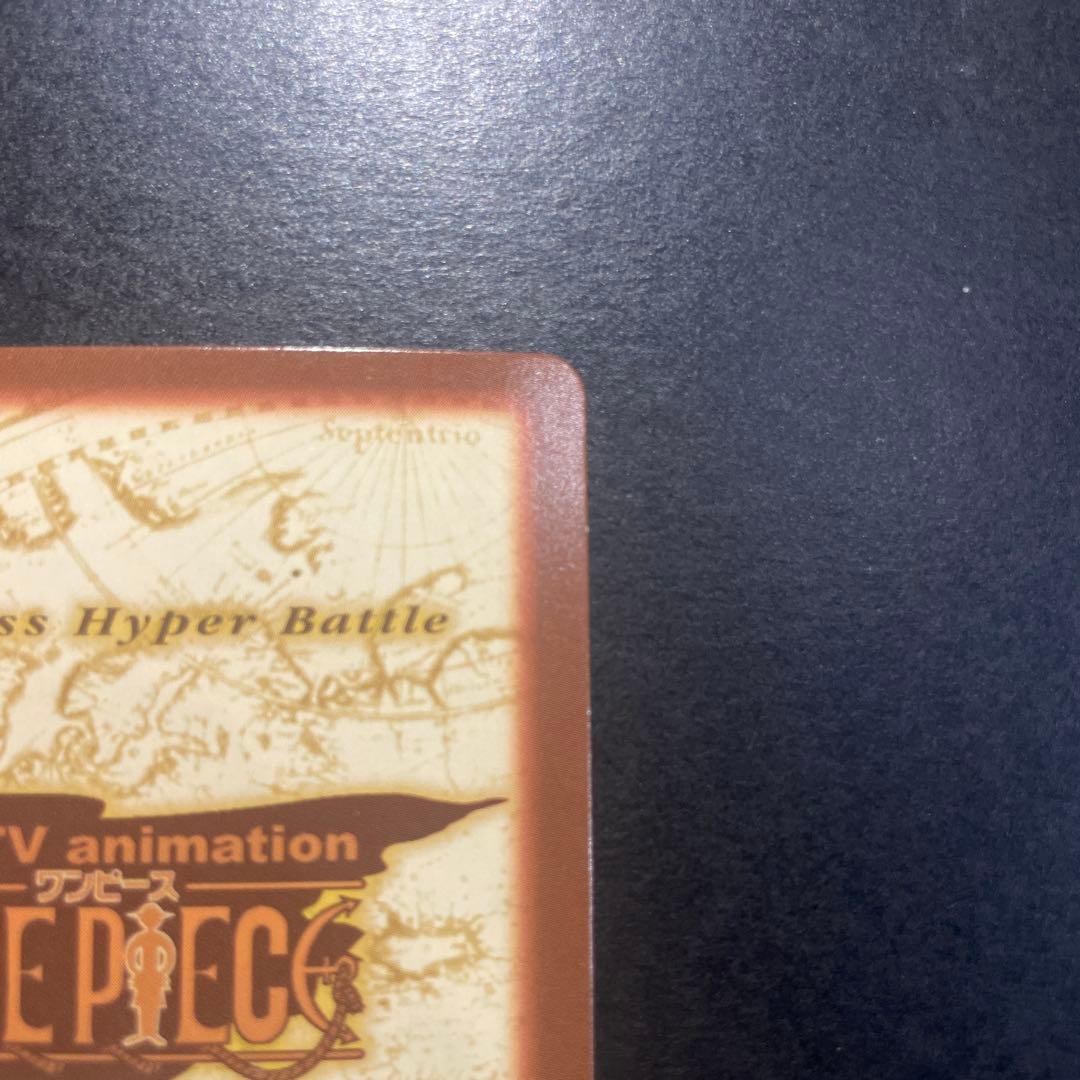 Septentrio
ss Hyper Battle
TV animation
ワンピース
E PIECE